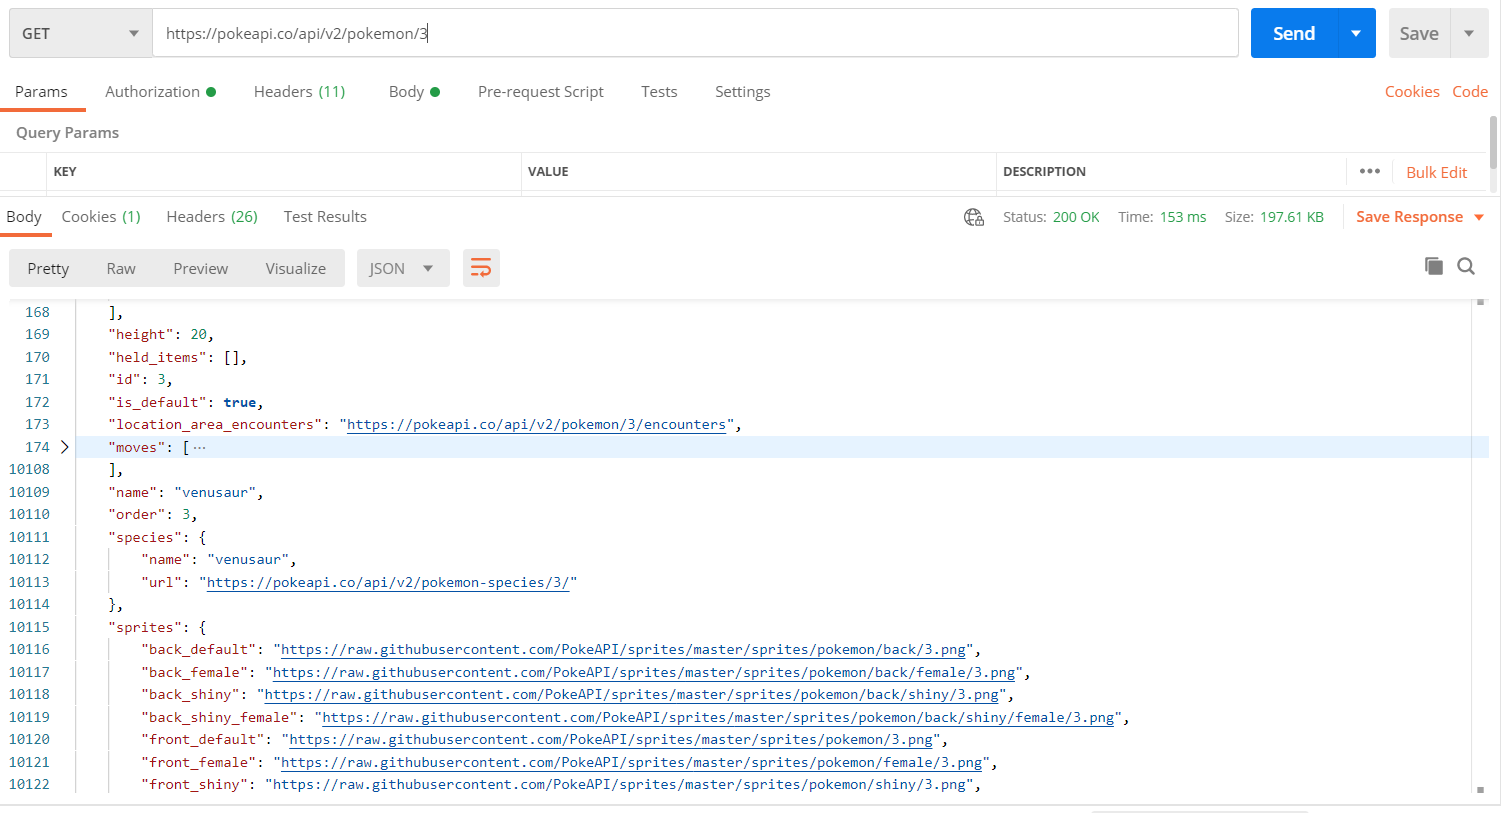 GET https://pokeapi.co/api/v2/pokemon/3 Send Save
Params Authorization Headers (11) Body Pre-request Script Tests Settings Cookies Code
Query Params
KEY VALUE DESCRIPTION ••• Bulk Edit
Body Cookies (1) Headers (26) Test Results Status: 200 OK Time: 153 ms Size: 197.61 KB Save Response
Pretty Raw Preview Visualize JSON
168 ],
169 "height": 20,
170 "held_items": [],
171 "id": 3,
172 "is_default": true,
173 "location_area_encounters": "https://pokeapi.co/api/v2/pokemon/3/encounters",
174 "moves": [ ···
10108 ],
10109 "name": "venusaur",
10110 "order": 3,
10111 "species": {
10112 "name": "venusaur",
10113 "url": "https://pokeapi.co/api/v2/pokemon-species/3/"
10114 },
10115 "sprites": {
10116 "back_default": "https://raw.githubusercontent.com/PokeAPI/sprites/master/sprites/pokemon/back/3.png",
10117 "back_female": "https://raw.githubusercontent.com/PokeAPI/sprites/master/sprites/pokemon/back/female/3.png",
10118 "back_shiny": "https://raw.githubusercontent.com/PokeAPI/sprites/master/sprites/pokemon/back/shiny/3.png",
10119 "back_shiny_female": "https://raw.githubusercontent.com/PokeAPI/sprites/master/sprites/pokemon/back/shiny/female/3.png",
10120 "front_default": "https://raw.githubusercontent.com/PokeAPI/sprites/master/sprites/pokemon/3.png",
10121 "front_female": "https://raw.githubusercontent.com/PokeAPI/sprites/master/sprites/pokemon/female/3.png",
10122 "front_shiny": "https://raw.githubusercontent.com/PokeAPI/sprites/master/sprites/pokemon/shiny/3.png",